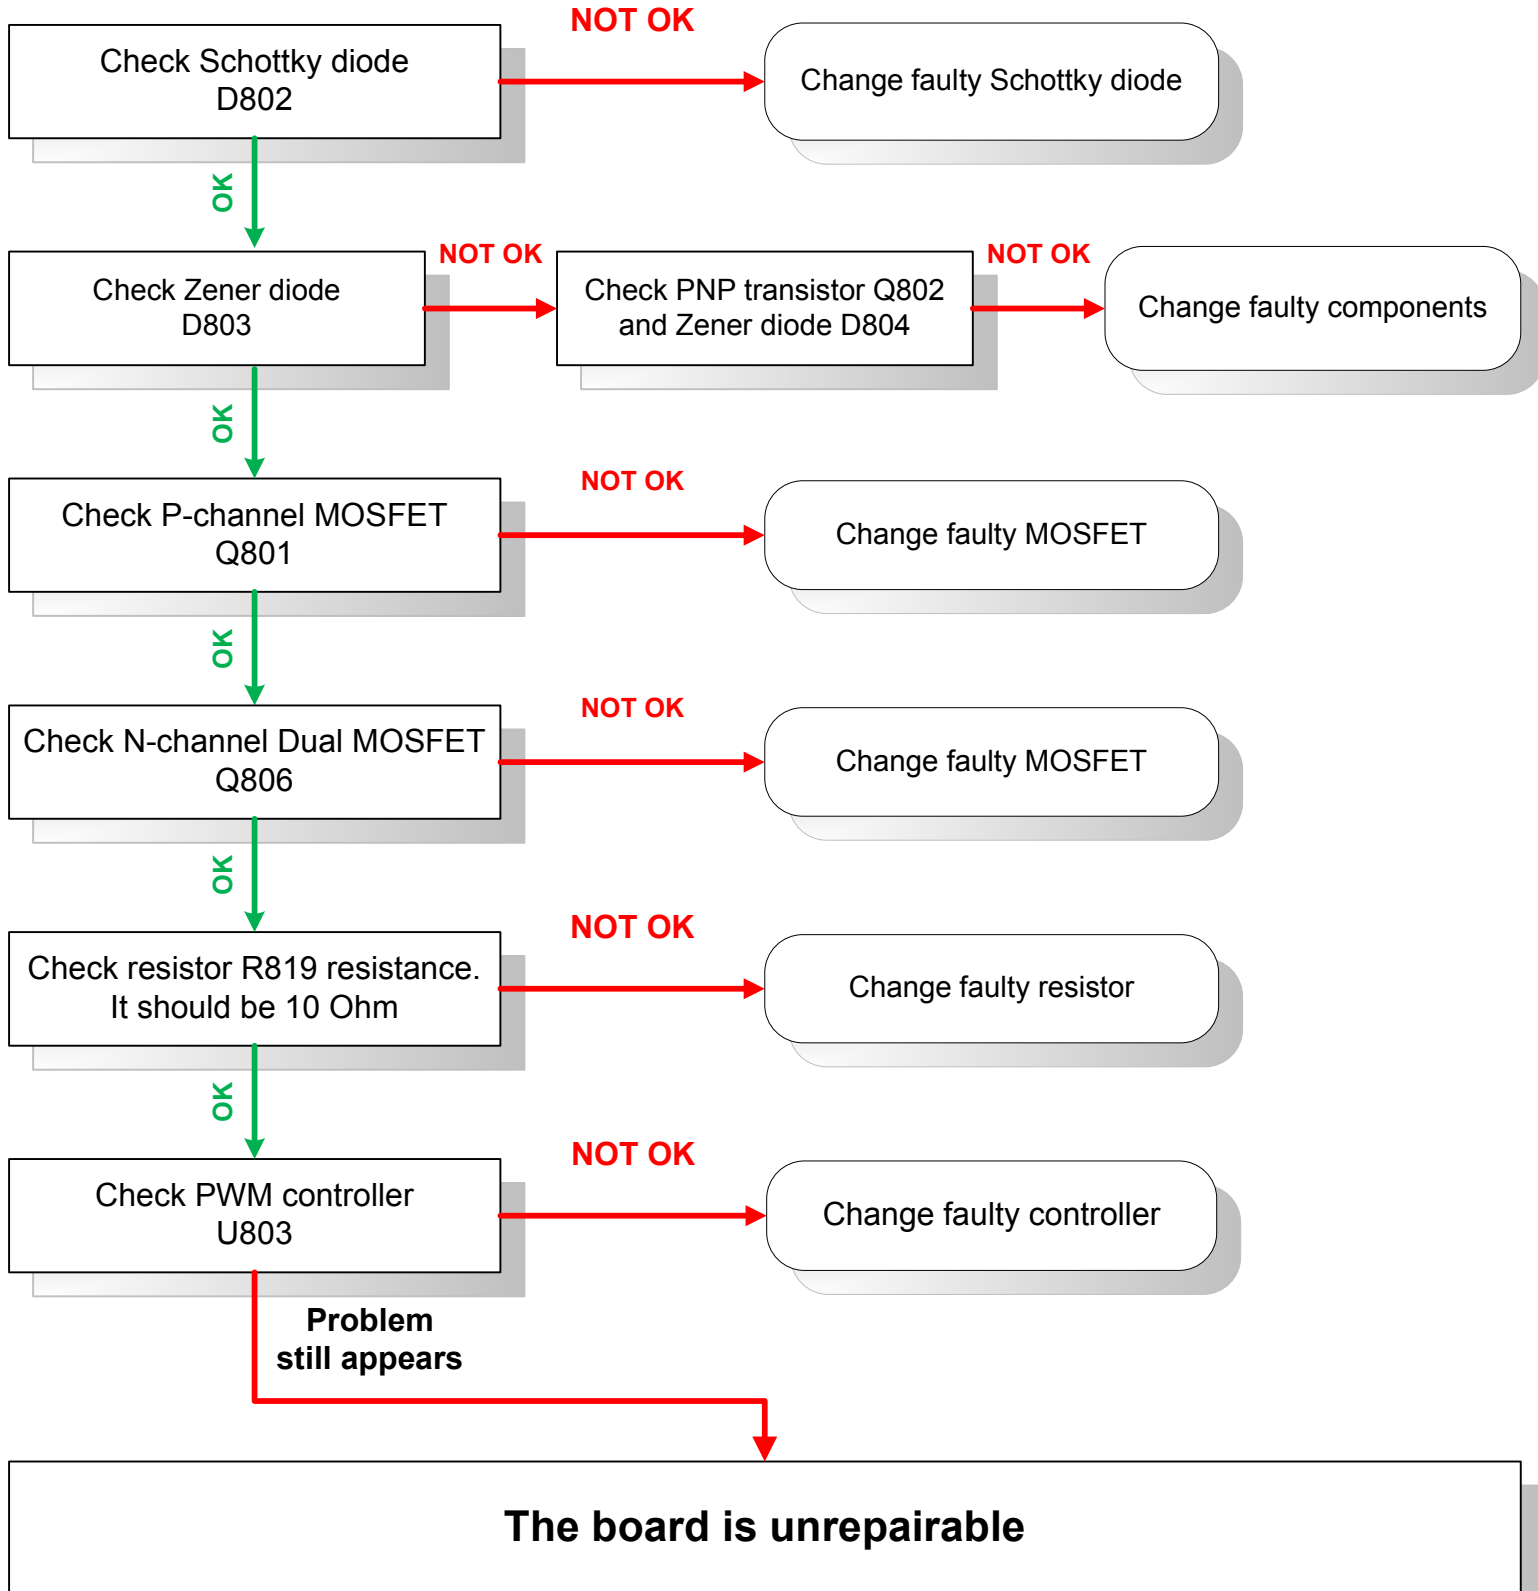 NOT OK
Check Schottky diode
D802
Change faulty Schottky diode
OK
NOT OK
NOT OK
Check Zener diode
D803
Check PNP transistor Q802
and Zener diode D804
Change faulty components
OK
NOT OK
Check P-channel MOSFET
Q801
Change faulty MOSFET
OK
NOT OK
Check N-channel Dual MOSFET
Q806
Change faulty MOSFET
OK
NOT OK
Check resistor R819 resistance.
It should be 10 Ohm
Change faulty resistor
OK
NOT OK
Check PWM controller
U803
Change faulty controller
Problem
still appears
The board is unrepairable